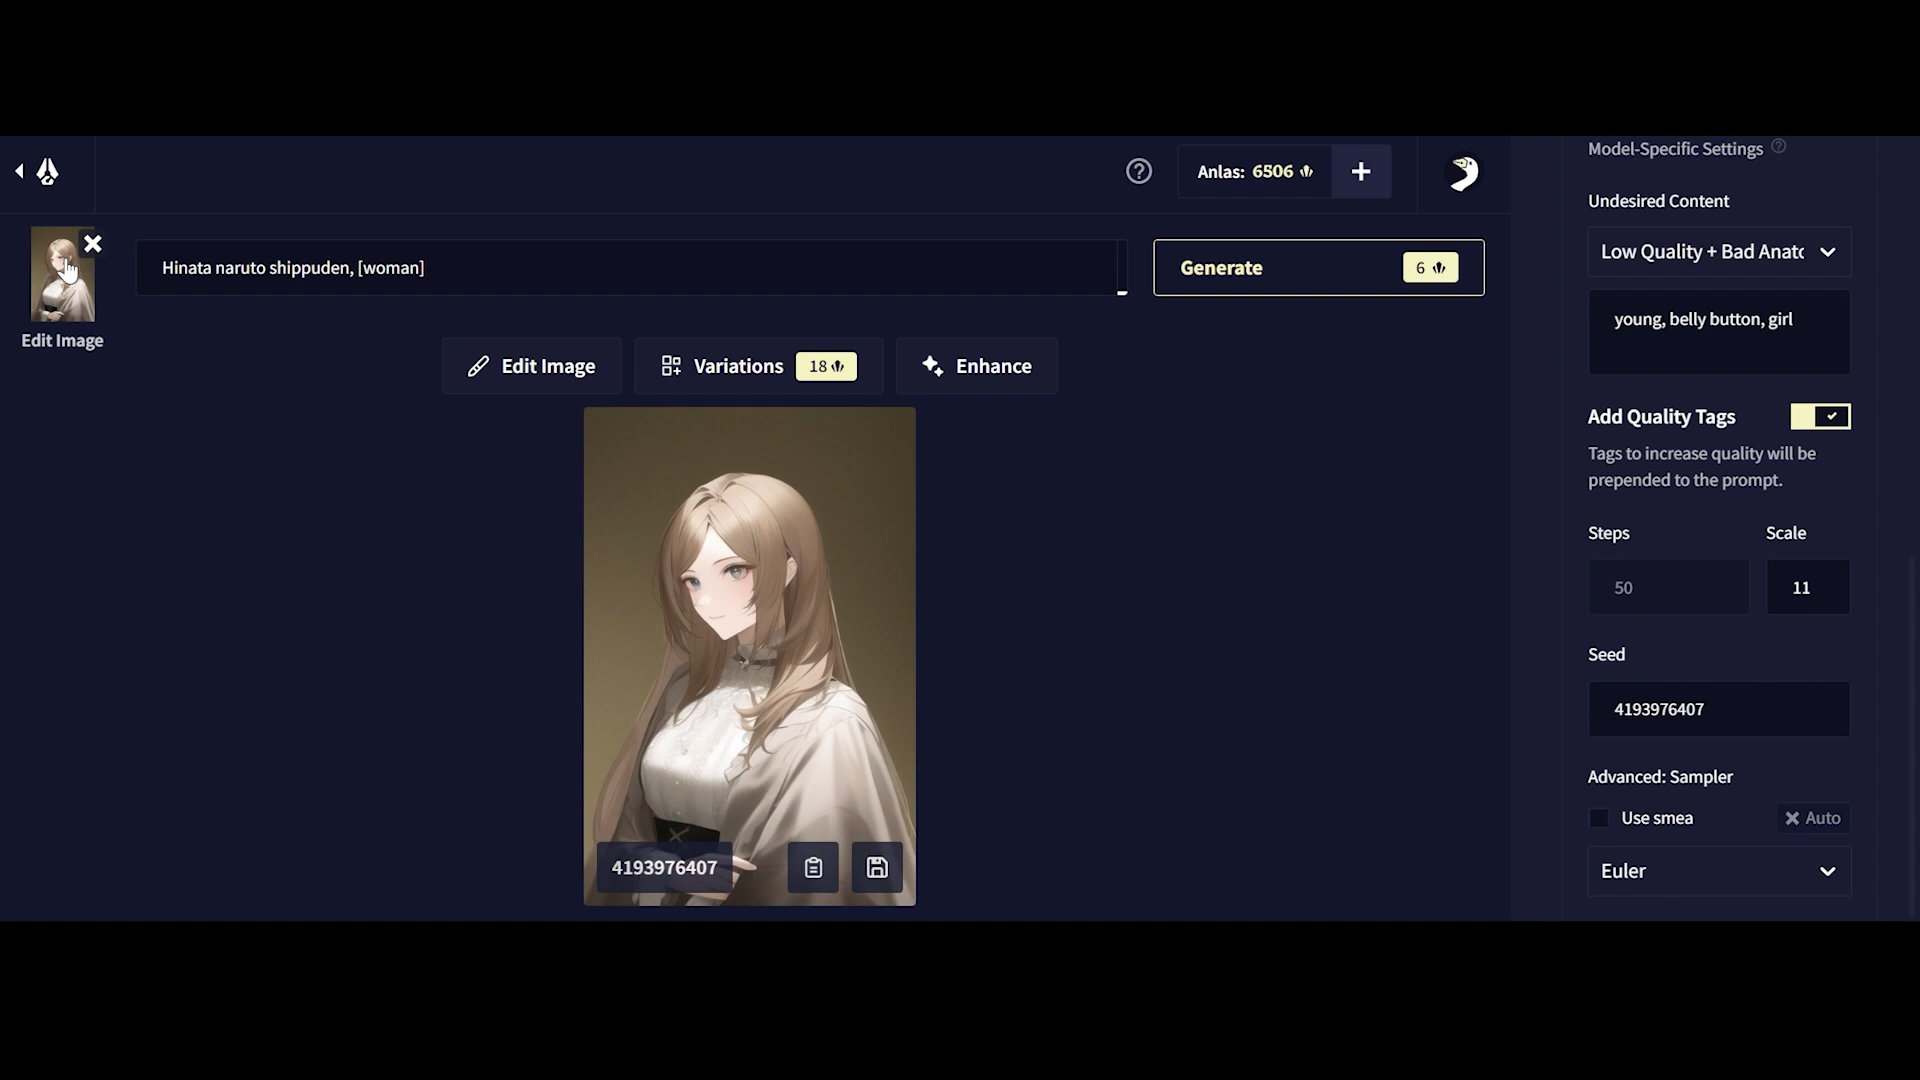 Anlas: 6506
Edit Image
Hinata naruto shippuden, [woman]
Generate 6
Edit Image
Variations 18
Enhance
4193976407
Model-Specific Settings
Undesired Content
Low Quality + Bad Anatc
young, belly button, girl
Add Quality Tags
Tags to increase quality will be
prepended to the prompt.
Steps Scale
50 11
Seed
4193976407
Advanced: Sampler
Use smea Auto
Euler